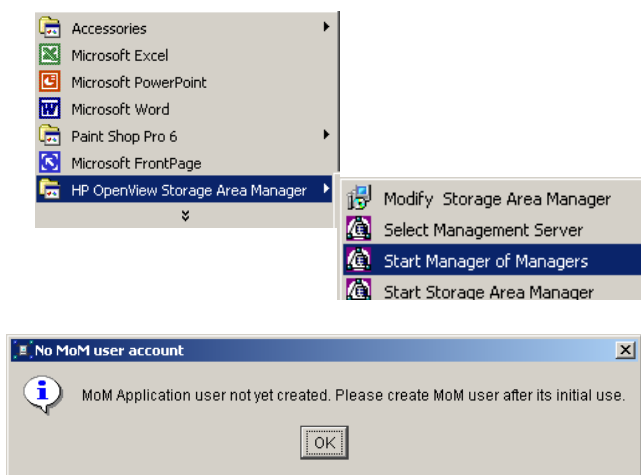 Accessories
Microsoft Excel
Microsoft PowerPoint
Microsoft Word
Paint Shop Pro 6
Microsoft FrontPage
HP OpenView Storage Area Manager
Modify Storage Area Manager
Select Management Server
Start Manager of Managers
Start Storage Area Manager
No MoM user account
MoM Application user not yet created. Please create MoM user after its initial use.
OK